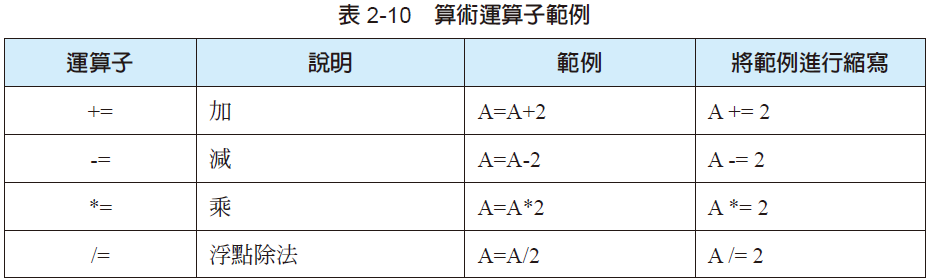 表 2-10 算術運算子範例
運算子 說明 範例 將範例進行縮寫
+= 加 A=A+2 A += 2
-= 減 A=A-2 A -= 2
*= 乘 A=A*2 A *= 2
/= 浮點除法 A=A/2 A /= 2